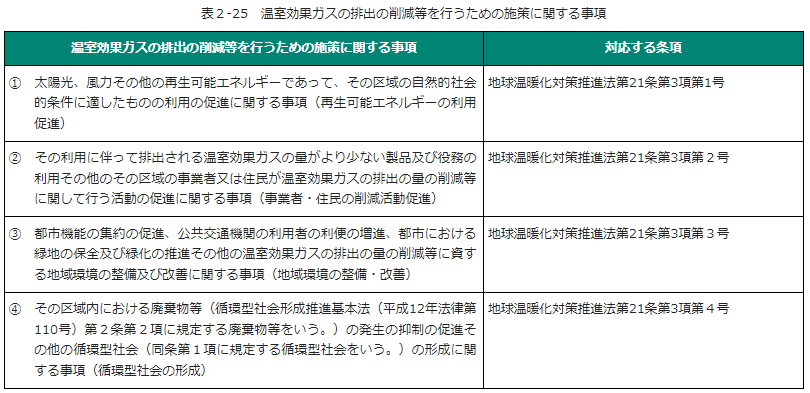 表２-25　温室効果ガスの排出の削減等を行うための施策に関する事項
温室効果ガスの排出の削減等を行うための施策に関する事項
対応する条項
①　太陽光、風力その他の再生可能エネルギーであって、その区域の自然的社会
的条件に適したものの利用の促進に関する事項（再生可能エネルギーの利用
促進）
地球温暖化対策推進法第21条第3項第1号
②　その利用に伴って排出される温室効果ガスの量がより少ない製品及び役務の
利用その他のその区域の事業者又は住民が温室効果ガスの排出の量の削減等
に関して行う活動の促進に関する事項（事業者・住民の削減活動促進）
地球温暖化対策推進法第21条第3項第２号
③　都市機能の集約の促進、公共交通機関の利用者の利便の増進、都市における
緑地の保全及び緑化の推進その他の温室効果ガスの排出の量の削減等に資す
る地域環境の整備及び改善に関する事項（地域環境の整備・改善）
地球温暖化対策推進法第21条第3項第３号
④　その区域内における廃棄物等（循環型社会形成推進基本法（平成12年法律第
110号）第２条第２項に規定する廃棄物等をいう。）の発生の抑制の促進そ
の他の循環型社会（同条第１項に規定する循環型社会をいう。）の形成に関
する事項（循環型社会の形成）
地球温暖化対策推進法第21条第3項第４号